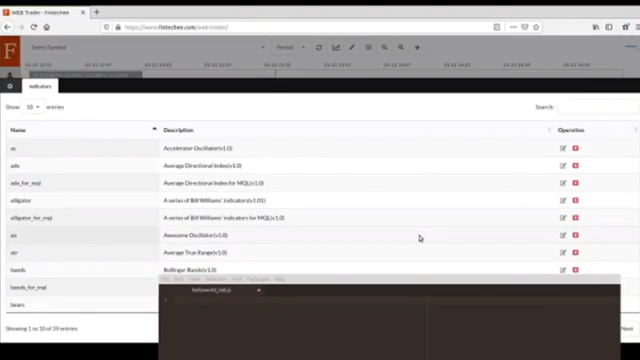 WEB Trader
https://www.fintechee.com/web-trader/
Select Symbol
Period
Indicators
Show 10 entries
Search:
Name Description Operation
ac Accelerator Oscillator(v1.0)
adx Average Directional Index(v1.0)
adx_for_mql Average Directional Index for MQL(v1.0)
alligator A series of Bill Williams' indicators(v1.01)
alligator_for_mql A series of Bill Williams' indicators for MQL(v1.0)
ao Awesome Oscillator(v1.0)
atr Average True Range(v1.0)
bands Bollinger Bands(v1.0)
bands_for_mql
bears
helloworld_indi.js
1
Showing 1 to 10 of 39 entries
Next